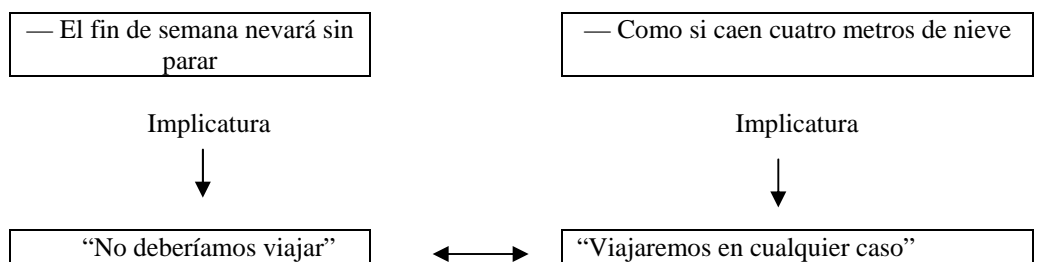 — El fin de semana nevará sin
parar
— Como si caen cuatro metros de nieve
Implicatura
Implicatura
“No deberíamos viajar”
“Viajaremos en cualquier caso”